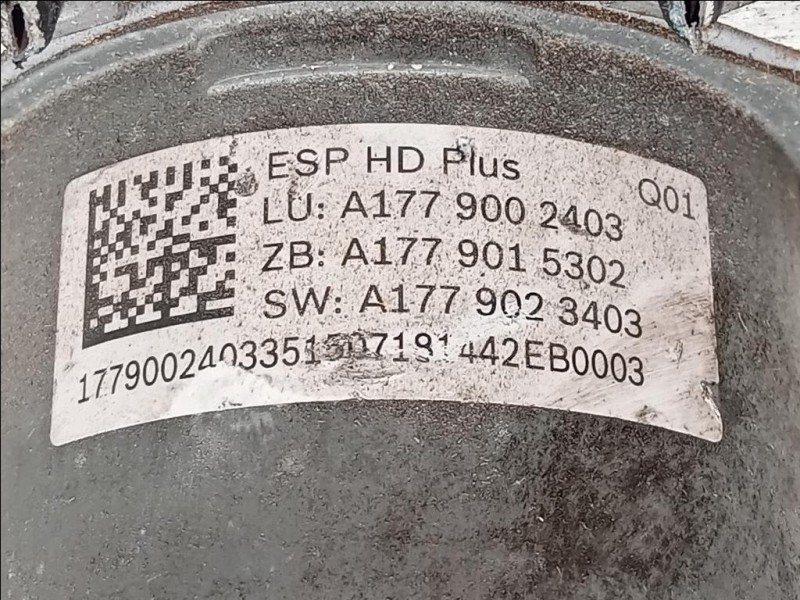 ESP HD Plus
Q01
LU: A177 900 2403
ZB: A177 901 5302
SW: A177 902 3403